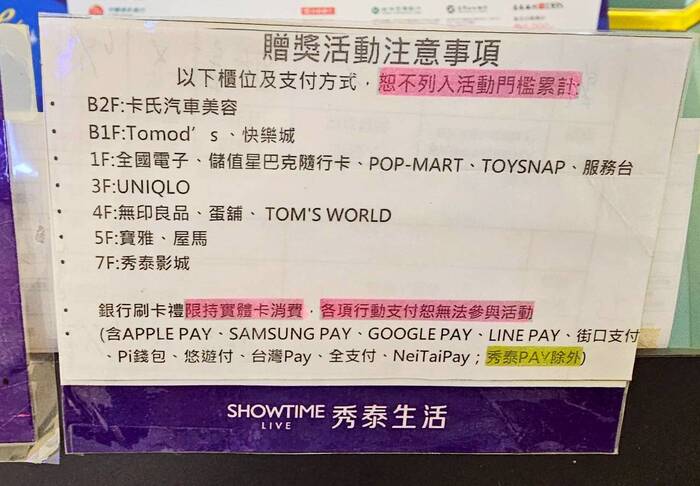 贈獎活動注意事項
以下櫃位及支付方式，恕不列入活動門檻累計:
• B2F:卡氏汽車美容
• B1F:Tomod's、快樂城
• 1F:全國電子、儲值星巴克隨行卡、POP-MART、TOYSNAP、服務台
• 3F:UNIQLO
• 4F:無印良品、蛋舖、TOM'S WORLD
• 5F:寶雅、屋馬
• 7F:秀泰影城
• 銀行刷卡禮限持實體卡消費，各項行動支付恕無法參與活動
• (含APPLE PAY、SAMSUNG PAY、GOOGLE PAY、LINE PAY、街口支付
、Pi錢包、悠遊付、台灣Pay、全支付、NeiTaiPay；秀泰PAY除外)
SHOWTIME LIVE 秀泰生活